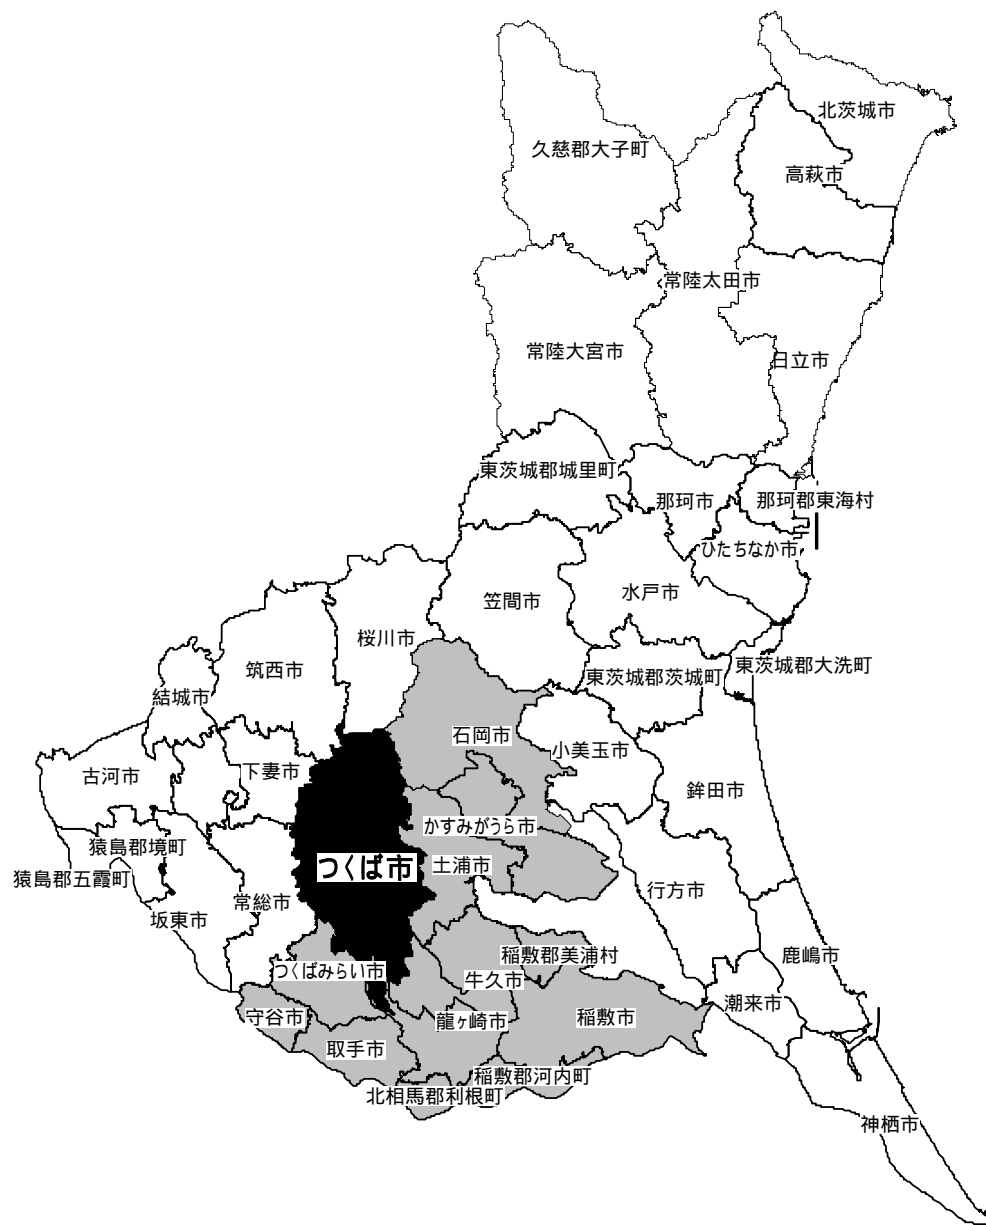 北茨城市
久慈郡大子町
高萩市
常陸太田市
常陸大宮市
日立市
東茨城郡城里町
那珂市
那珂郡東海村
ひたちなか市
水戸市
笠間市
桜川市
東茨城郡大洗町
筑西市
東茨城郡茨城町
結城市
石岡市
小美玉市
下妻市
古河市
鉾田市
かすみがうら市
猿島郡境町
つくば市
土浦市
猿島郡五霞町
行方市
常総市
坂東市
稲敷郡美浦村
鹿嶋市
つくばみらい市
牛久市
潮来市
守谷市
龍ヶ崎市
稲敷市
取手市
稲敷郡河内町
北相馬郡利根町
神栖市